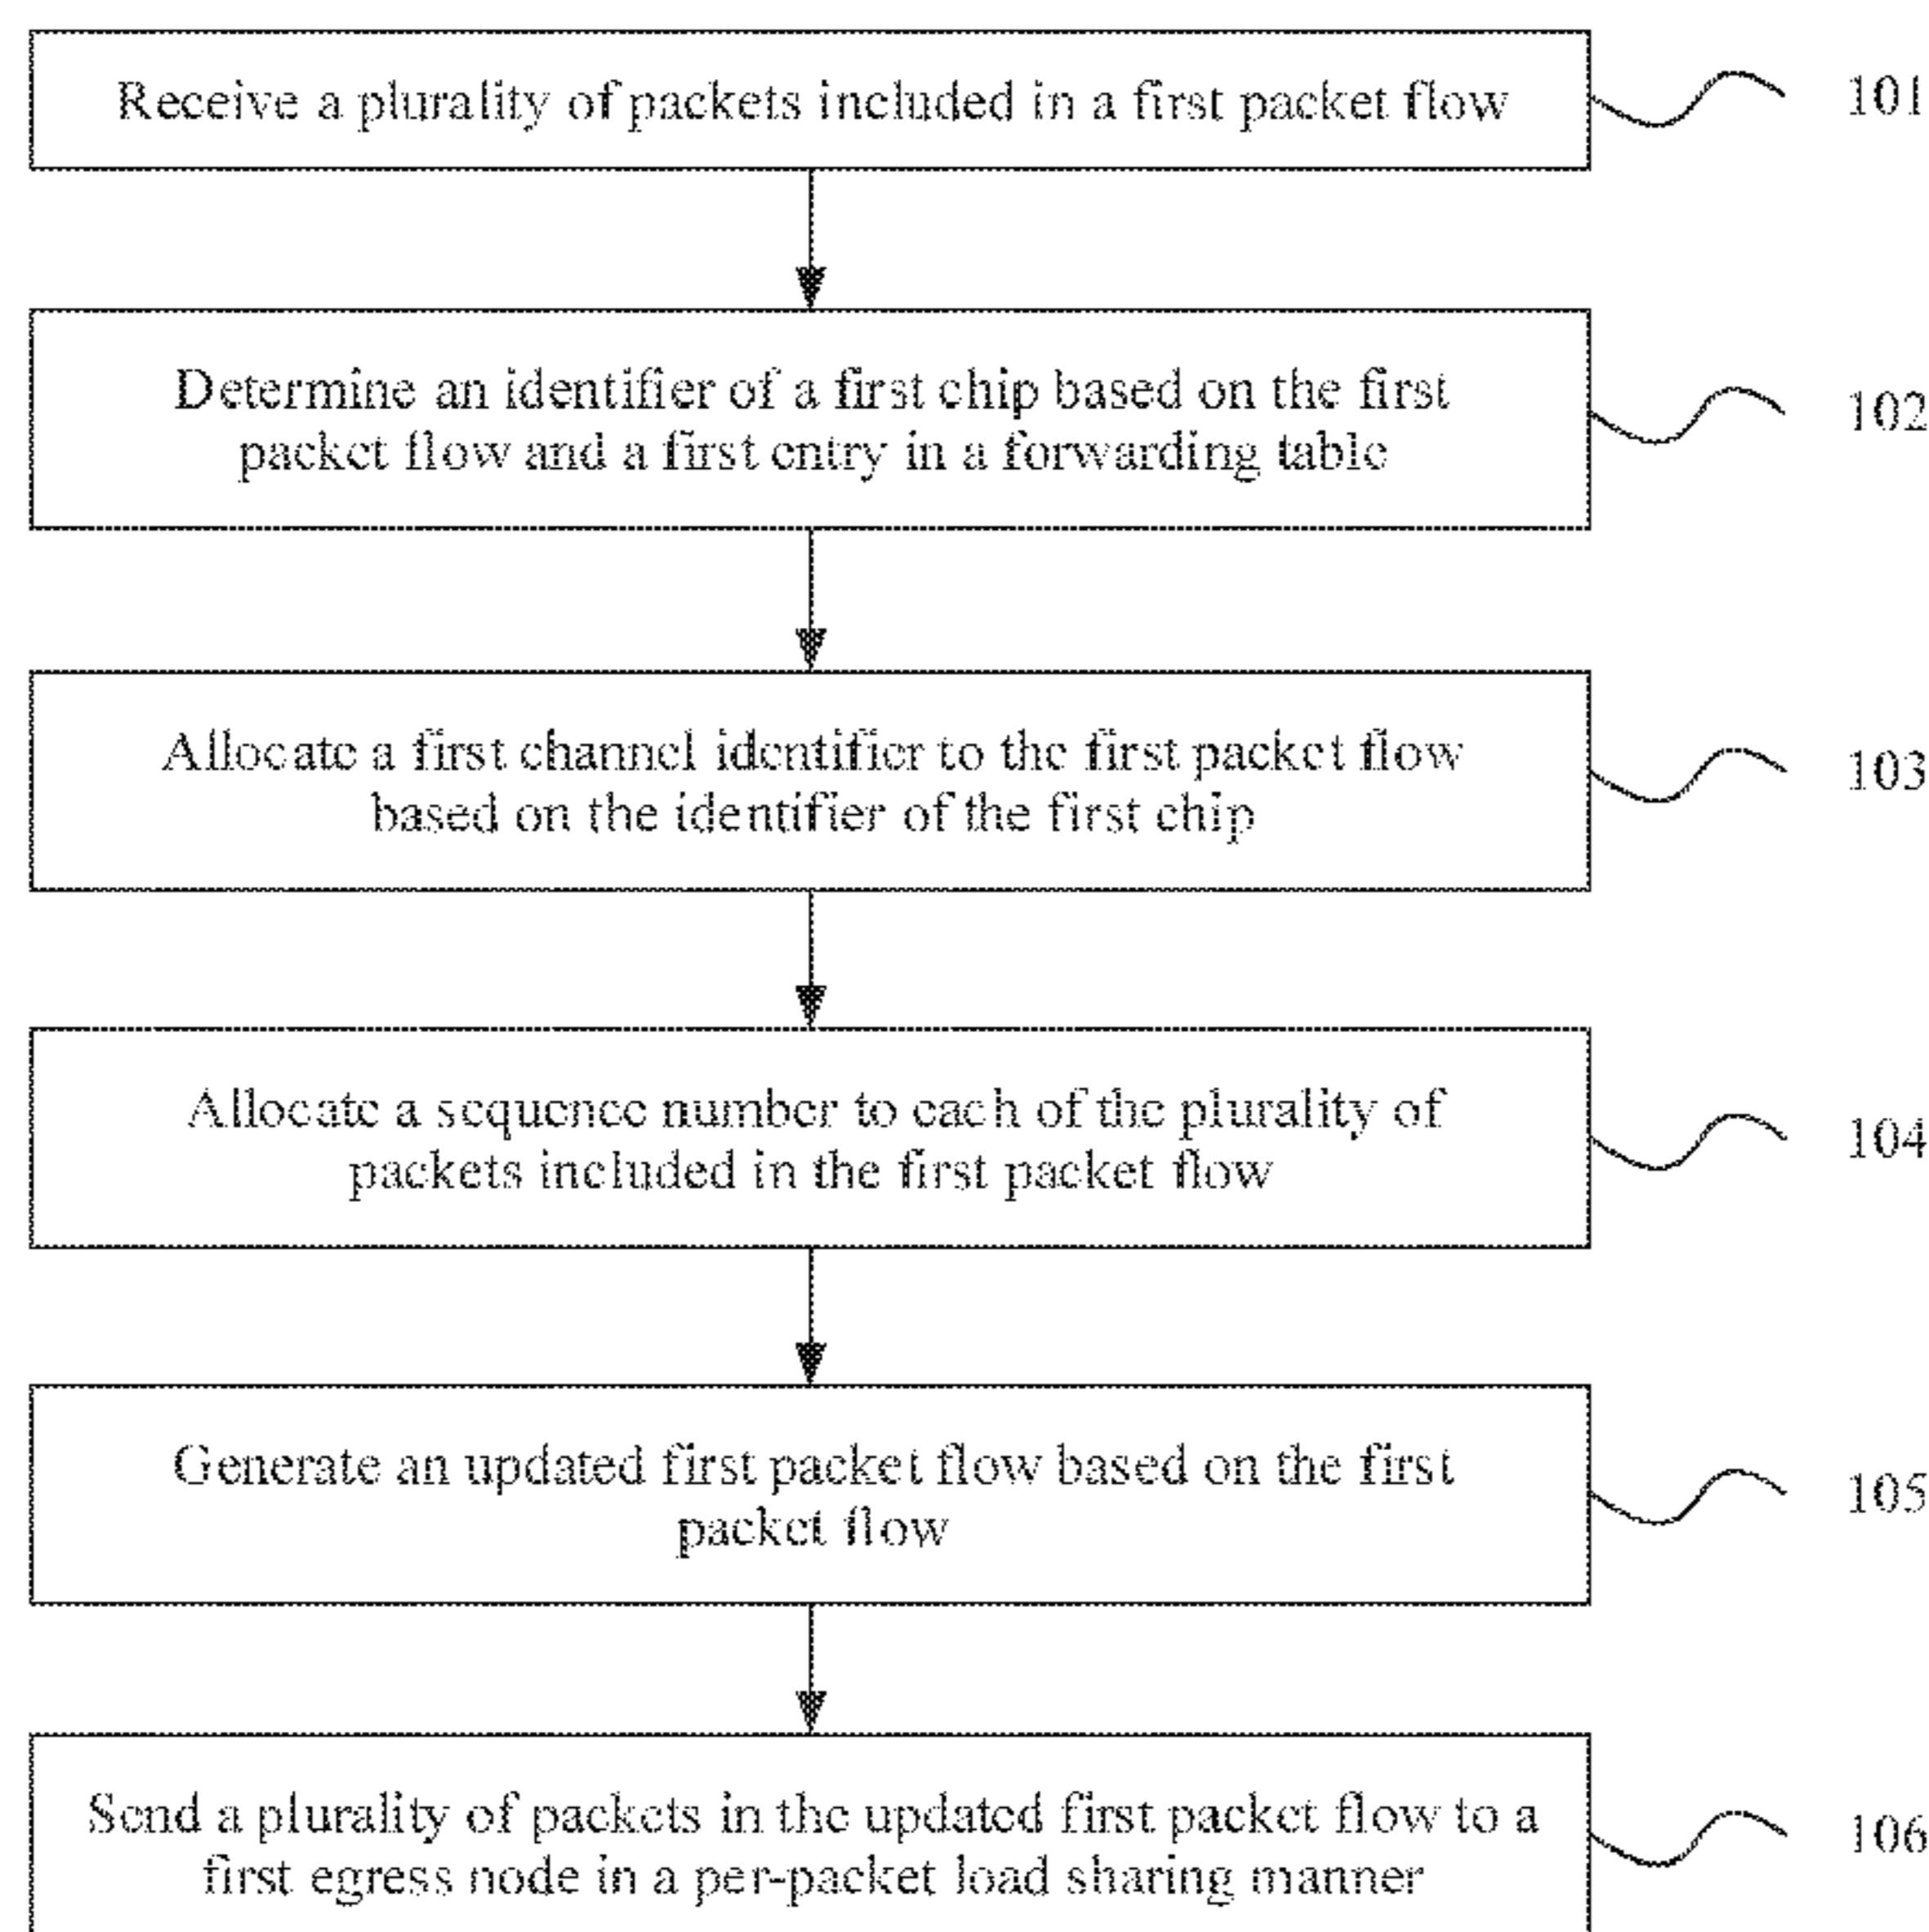 Receive a plurality of packets included in a first packet flow
101
Determine an identifier of a first chip based on the first
packet flow and a first entry in a forwarding table
102
Allocate a first channel identifier to the first packet flow
based on the identifier of the first chip
103
Allocate a sequence number to each of the plurality of
packets included in the first packet flow
104
Generate an updated first packet flow based on the first
packet flow
105
Send a plurality of packets in the updated first packet flow to a
first egress node in a per-packet load sharing manner
106